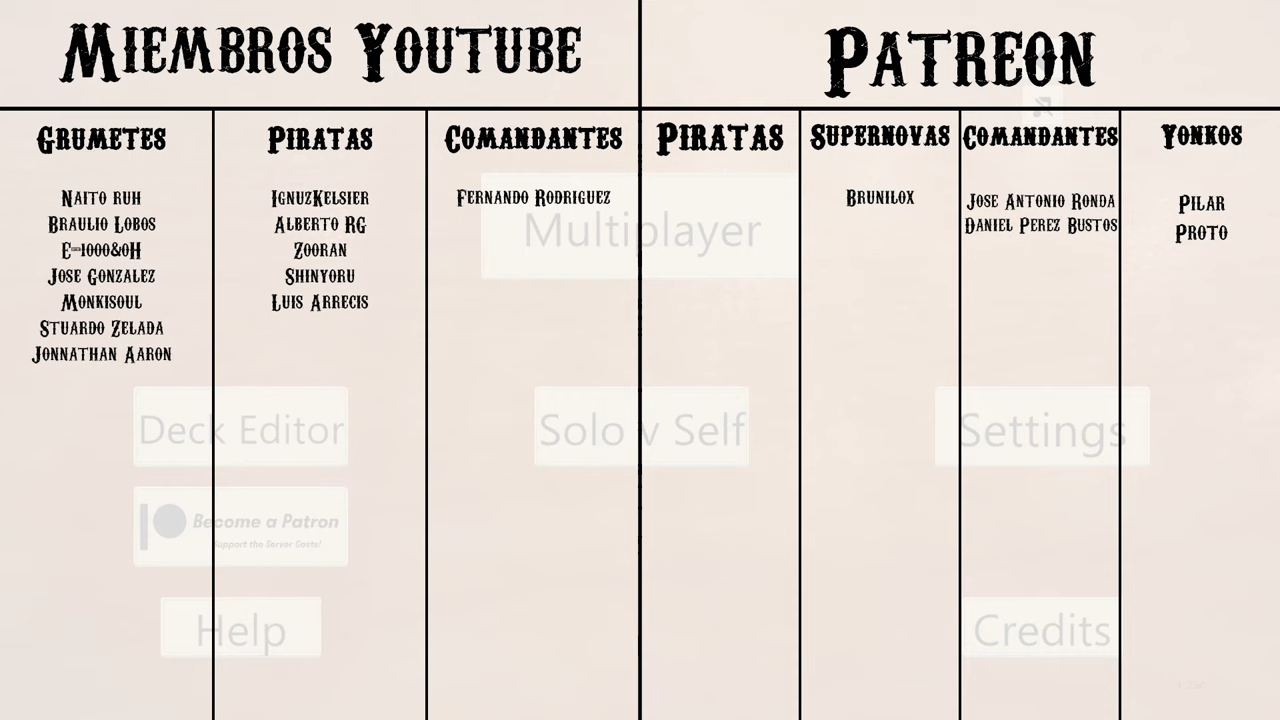 Miembros Youtube
Patreon
Grumetes
Naito ruh
Braulio Lobos
E-1000&0H
Jose Gonzalez
Monkisoul
Stuardo Zelada
Jonnathan Aaron
Piratas
IgnuzKelsier
Alberto RG
Zooran
Shinyoru
Luis Arrecis
Comandantes
Fernando Rodriguez
Piratas
Supernovas
Brunilox
Comandantes
Jose Antonio Ronda
Daniel Perez Bustos
Yonkos
Pilar
Proto
Multiplayer
Deck Editor
Solo v Self
Settings
Become a Patron
Support the Server Costs!
Help
Credits